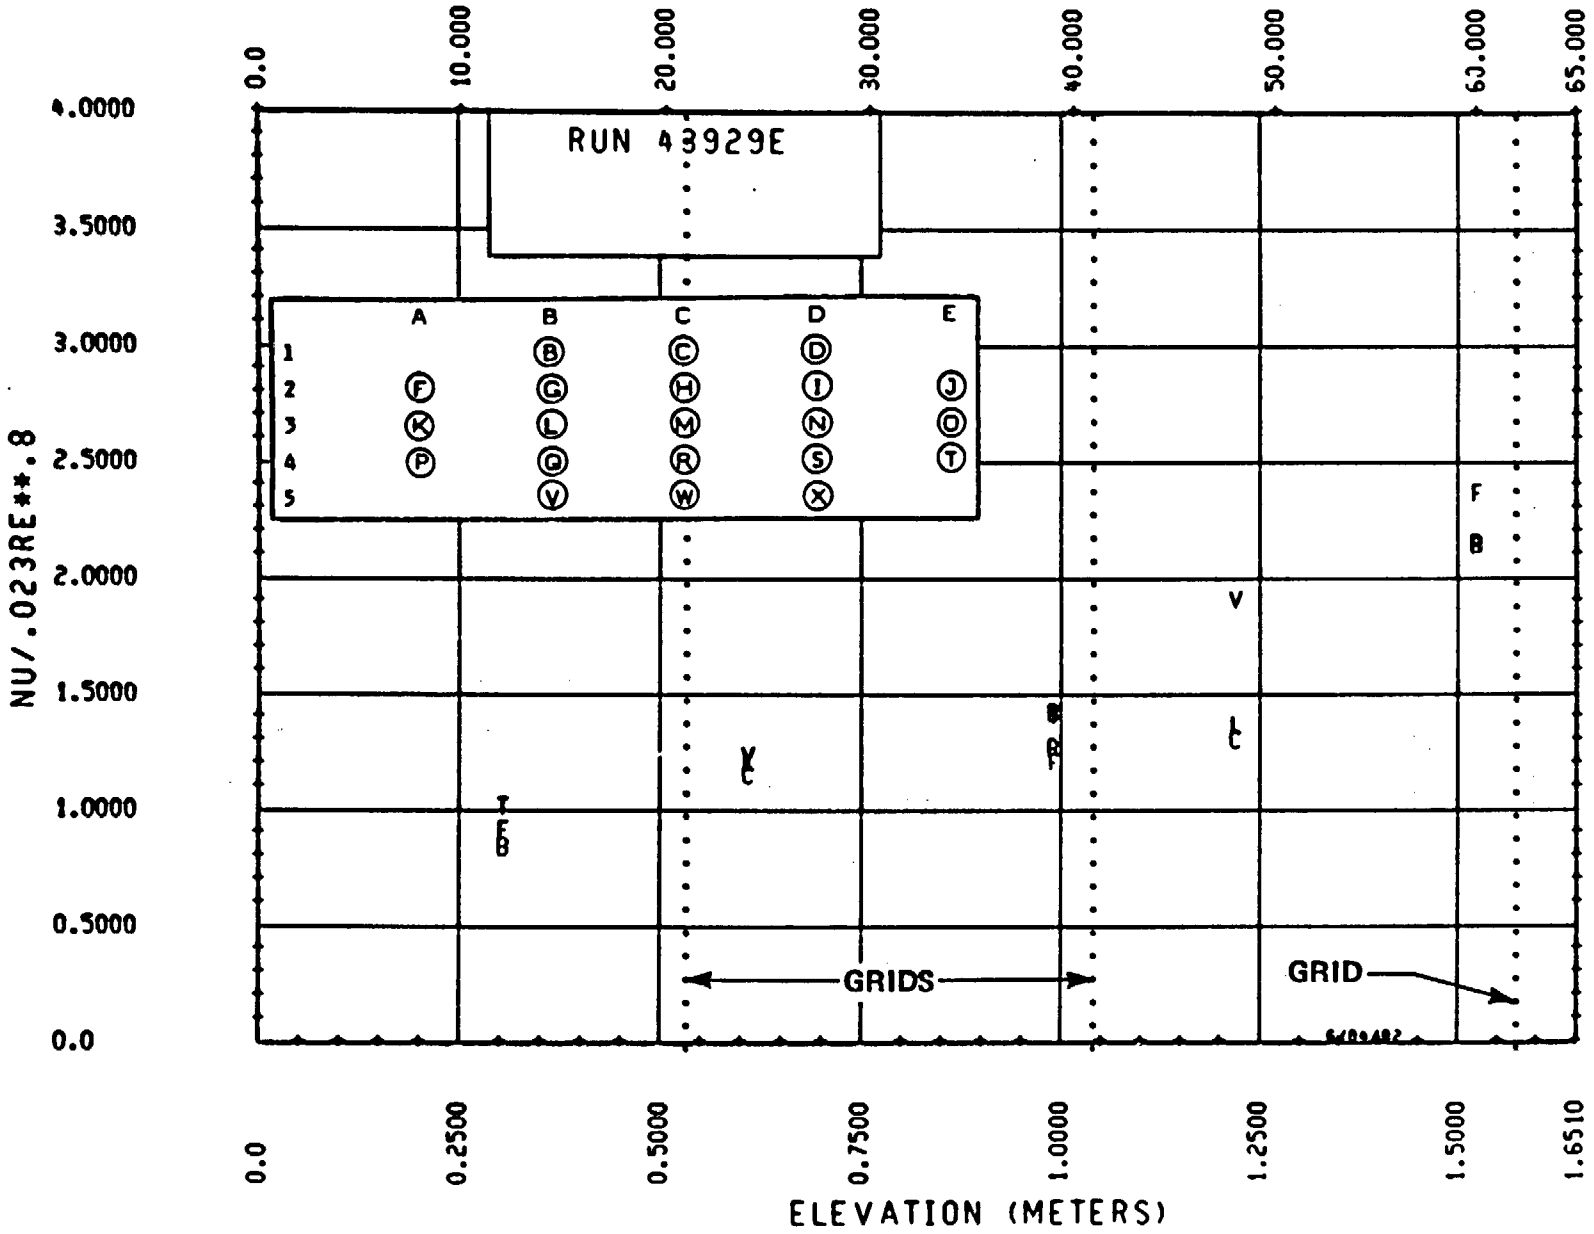 0.0 10.000 20.000 30.000 40.000 50.000 60.000 65.000
4.0000
RUN 43929E
3.5000
A B C D E
3.0000
1 B C D
2 F G H I J
3 K L M N O
4 P Q R S T
2.5000
5 V W X
F
B
2.0000
V
1.5000
B
L
R
C
F
V
C
T
1.0000
F
B
0.5000
GRIDS
GRID
0.0
0.0 0.2500 0.5000 0.7500 1.0000 1.2500 1.5000 1.6510
NU/.023RE**.8
ELEVATION (METERS)